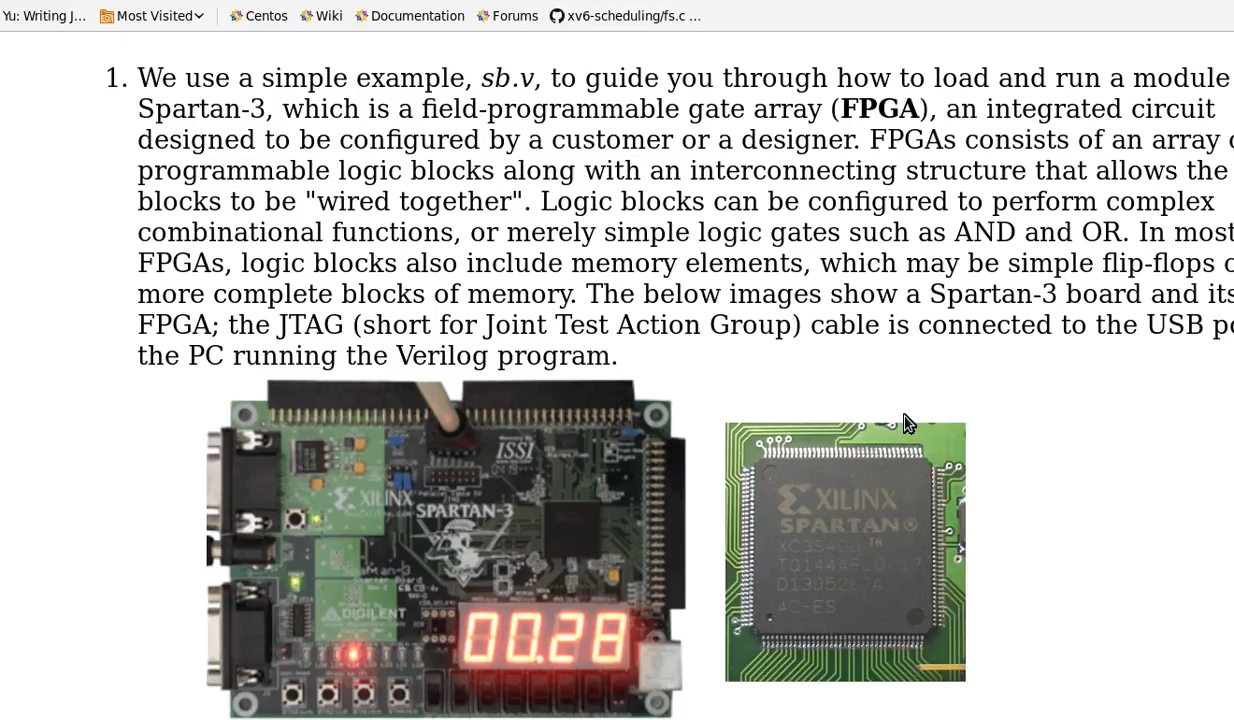 Yu: Writing J... Most Visited Centos Wiki Documentation Forums xv6-scheduling/fs.c ...
1. We use a simple example, sb.v, to guide you through how to load and run a module
Spartan-3, which is a field-programmable gate array (FPGA), an integrated circuit
designed to be configured by a customer or a designer. FPGAs consists of an array
programmable logic blocks along with an interconnecting structure that allows the
blocks to be "wired together". Logic blocks can be configured to perform complex
combinational functions, or merely simple logic gates such as AND and OR. In most
FPGAs, logic blocks also include memory elements, which may be simple flip-flops
more complete blocks of memory. The below images show a Spartan-3 board and its
FPGA; the JTAG (short for Joint Test Action Group) cable is connected to the USB
the PC running the Verilog program.
ISSI
XILINX
SPARTAN-3
DIGILENT
00.28
XILINX®
SPARTAN®
4C-ES